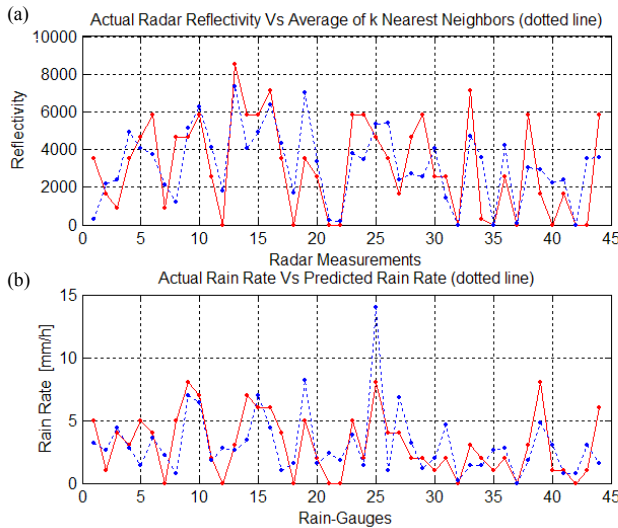 (a)
Actual Radar Reflectivity Vs Average of k Nearest Neighbors (dotted line)
10000
8000
6000
4000
2000
0
Reflectivity
0 5 10 15 20 25 30 35 40 45
Radar Measurements
(b)
Actual Rain Rate Vs Predicted Rain Rate (dotted line)
15
10
5
0
Rain Rate [mm/h]
0 5 10 15 20 25 30 35 40 45
Rain-Gauges